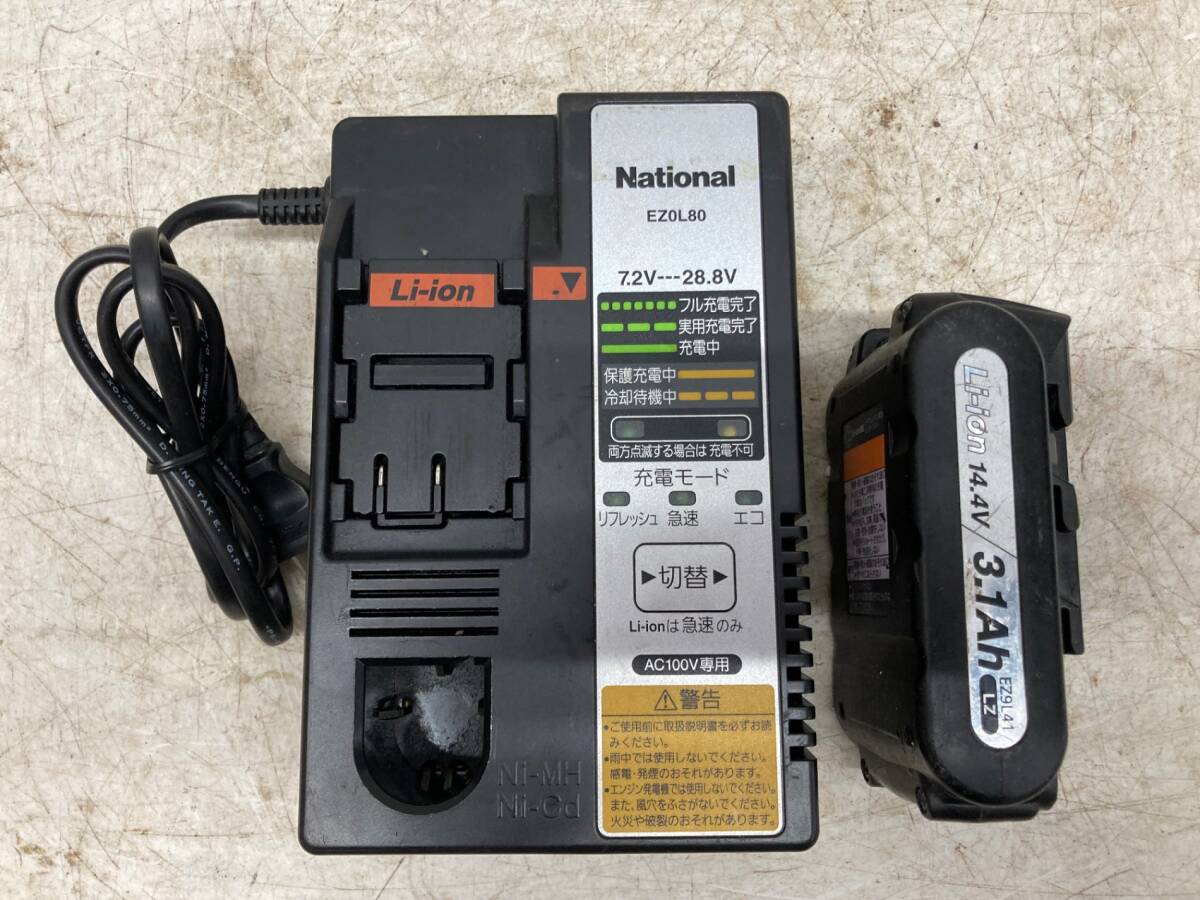 National
EZ0L80
7.2V---28.8V
フル充電完了
実用充電完了
充電中
保護充電中
冷却待機中
両方点滅する場合は 充電不可
充電モード
リフレッシュ 急速 エコ
▶切替▶
Li-ionは急速のみ
AC100V専用
⚠警告
●ご使用前に取扱説明書を必ずお読
みください。
●雨中では使用しないでください。
感電・発煙のおそれがあります。
●エンジン発電機では使用しないでください。
また、風穴をふさがないでください。
火災や破裂のおそれがあります。
Li-ion
Ni-MH
Ni-Cd
Li-ion 14.4V/3.1Ah LZ
EZ9L41